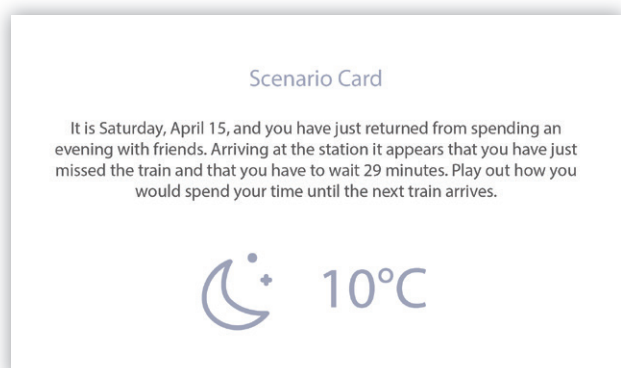 Scenario Card
It is Saturday, April 15, and you have just returned from spending an
evening with friends. Arriving at the station it appears that you have just
missed the train and that you have to wait 29 minutes. Play out how you
would spend your time until the next train arrives.
10°C